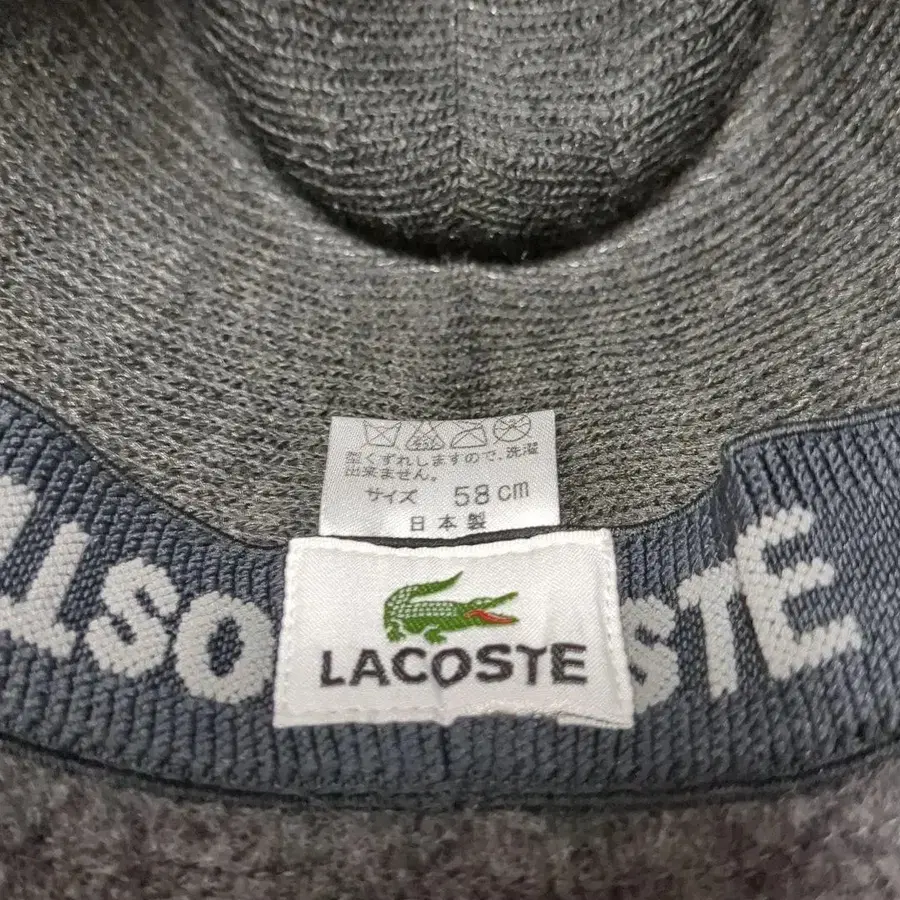 型くずれしますので、洗濯
出来ません。
サイズ 58cm
日本製
LACOSTE
OST
STE